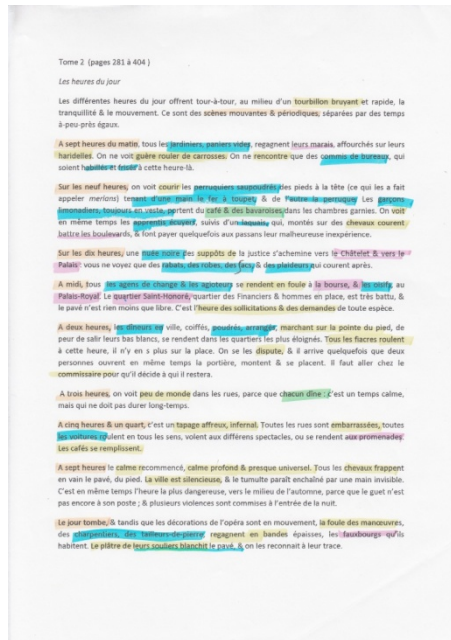 Tome 2 (pages 281 à 404 )
Les heures du jour
Les différentes heures du jour offrent tour-à-tour, au milieu d'un tourbillon bruyant et rapide, la
tranquillité & le mouvement. Ce sont des scènes mouvantes & périodiques, séparées par des temps
à-peu-près égaux.
A sept heures du matin, tous les jardiniers, paniers vides, regagnent leurs marais, affourchés sur leurs
haridelles. On ne voit guère rouler de carrosses. On ne rencontre que des commis de bureaux, qui
soient habillés et frisés à cette heure-là.
Sur les neuf heures, on voit courir les perruquiers saupoudrés des pieds à la tête (ce qui les a fait
appeler merlans) tenant d'une main le fer à toupet, & de l'autre la perruque. Les garçons
limonadiers, toujours en veste, portent du café & des bavaroises, dans les chambres garnies. On voit
en même temps les apprentis écuyers, suivis d'un laquais, qui, montés sur des chevaux courent
battre les boulevards, & font payer quelquefois aux passans leur malheureuse inexpérience.
Sur les dix heures, une nuée noire des suppôts de la justice s'achemine vers le Châtelet & vers le
Palais: vous ne voyez que des rabats, des robes, des sacs, & des plaideurs qui courent après.
A midi, tous les agens de change & les agioteurs se rendent en foule à la bourse, & les oisifs au
Palais-Royal. Le quartier Saint-Honoré, quartier des Financiers & hommes en place, est très battu, &
le pavé n'est rien moins que libre. C'est l'heure des sollicitations & des demandes de toute espèce.
A deux heures, les dîneurs en ville, coiffés, poudrés, arrangés, marchant sur la pointe du pied, de
peur de salir leurs bas blancs, se rendent dans les quartiers les plus éloignés. Tous les fiacres roulent
à cette heure, il n'y en s plus sur la place. On se les dispute, & il arrive quelquefois que deux
personnes ouvrent en même temps la portière, montent & se placent. Il faut aller chez le
commissaire pour qu'il décide à qui il restera.
A trois heures, on voit peu de monde dans les rues, parce que chacun dîne : c'est un temps calme,
mais qui ne doit pas durer long-temps.
A cinq heures & un quart, c'est un tapage affreux, infernal. Toutes les rues sont embarrassées, toutes
les voitures roulent en tous les sens, volent aux différens spectacles, ou se rendent aux promenades.
Les cafés se remplissent.
A sept heures le calme recommence, calme profond & presque universel. Tous les chevaux frappent
en vain le pavé, du pied. La ville est silencieuse, & le tumulte paraît enchaîné par une main invisible.
C'est en même temps l'heure la plus dangereuse, vers le milieu de l'automne, parce que le guet n'est
pas encore à son poste ; & plusieurs violences sont commises à l'entrée de la nuit.
Le jour tombe, & tandis que les décorations de l'opéra sont en mouvement, la foule des manœuvres,
des charpentiers, des tailleurs-de-pierre, regagnent en bandes épaisses, les fauxbourgs qu'ils
habitent. Le plâtre de leurs souliers blanchit le pavé, & on les reconnait à leur trace.